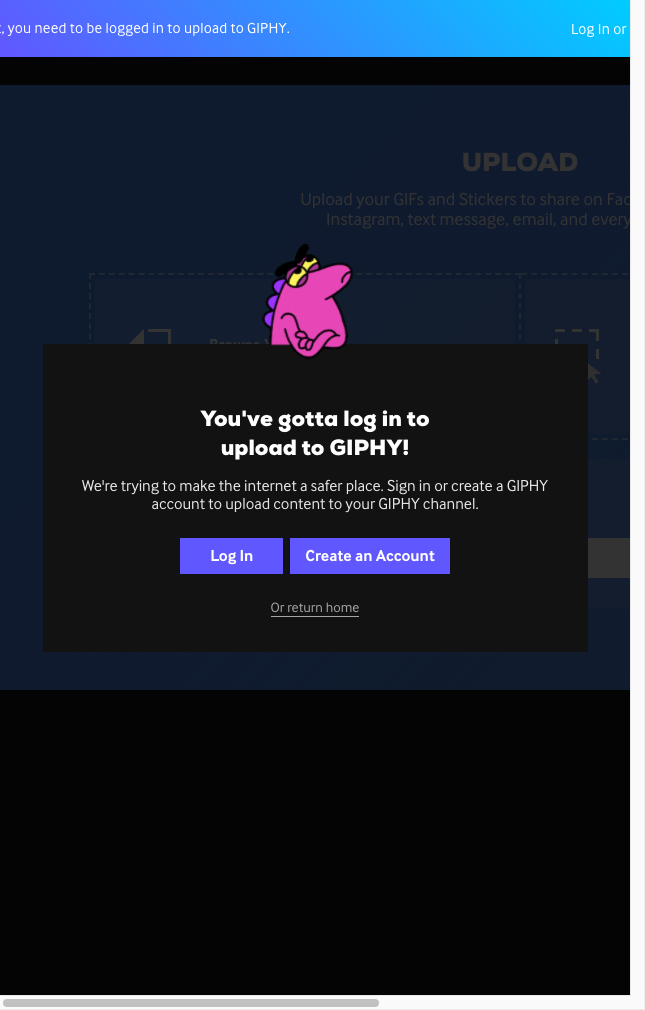 , you need to be logged in to upload to GIPHY.
Log In or
UPLOAD
Upload your GIFs and Stickers to share on Fac
Instagram, text message, email, and every
You've gotta log in to
upload to GIPHY!
We're trying to make the internet a safer place. Sign in or create a GIPHY
account to upload content to your GIPHY channel.
Log In
Create an Account
Or return home